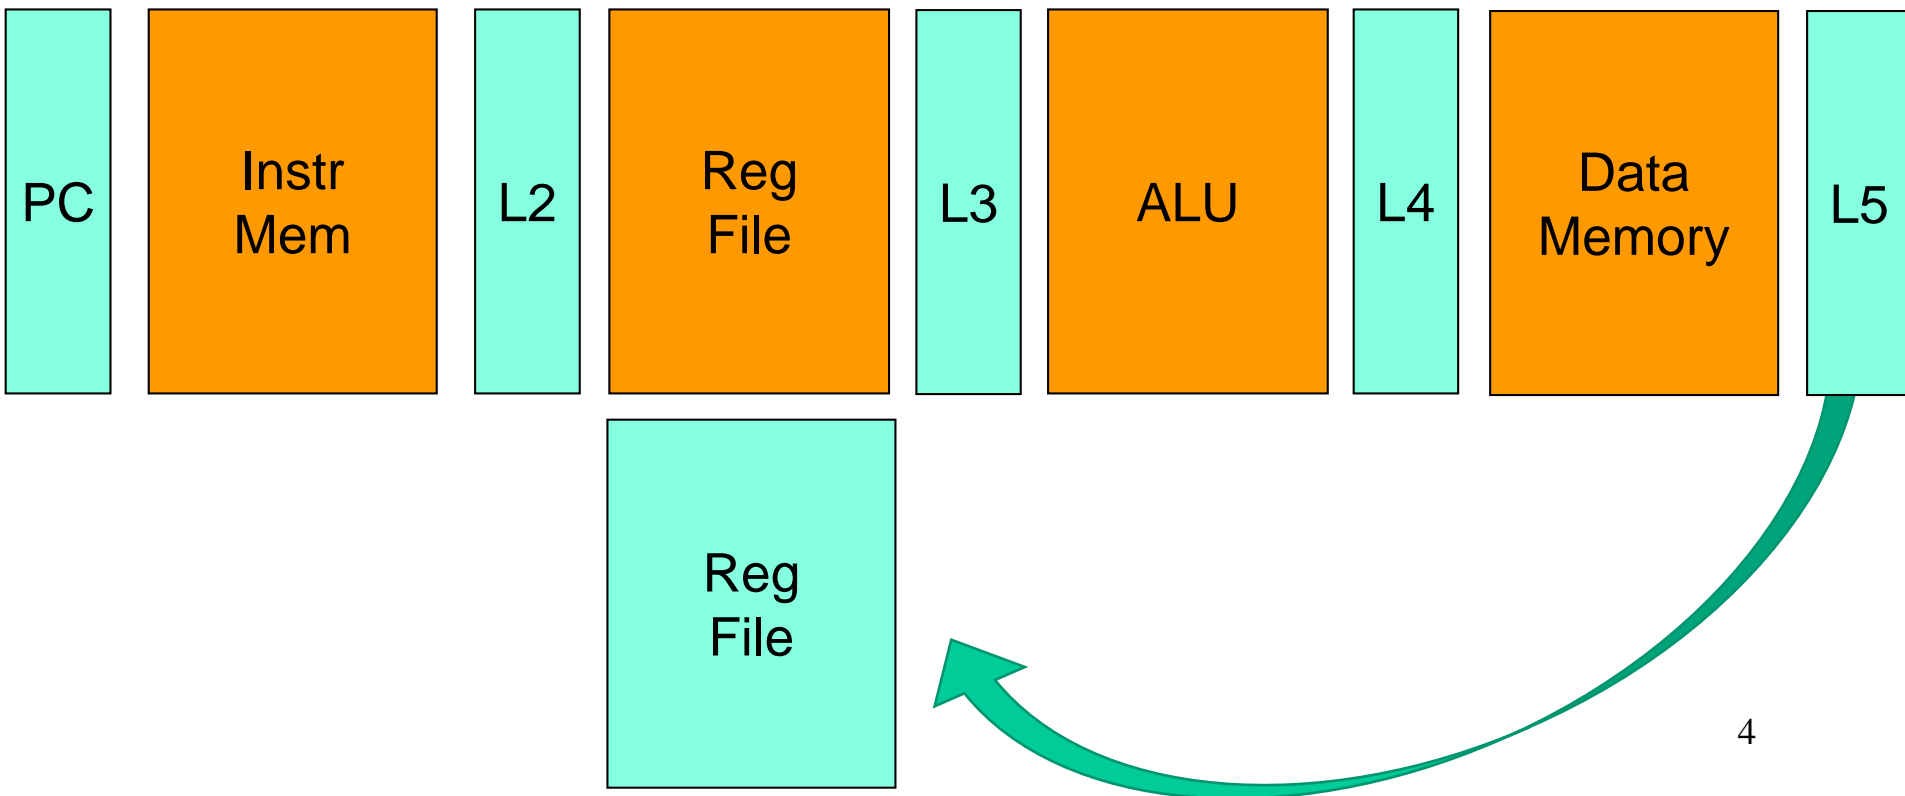 PC
Instr
Mem
L2
Reg
File
L3
ALU
L4
Data
Memory
L5
Reg
File
4